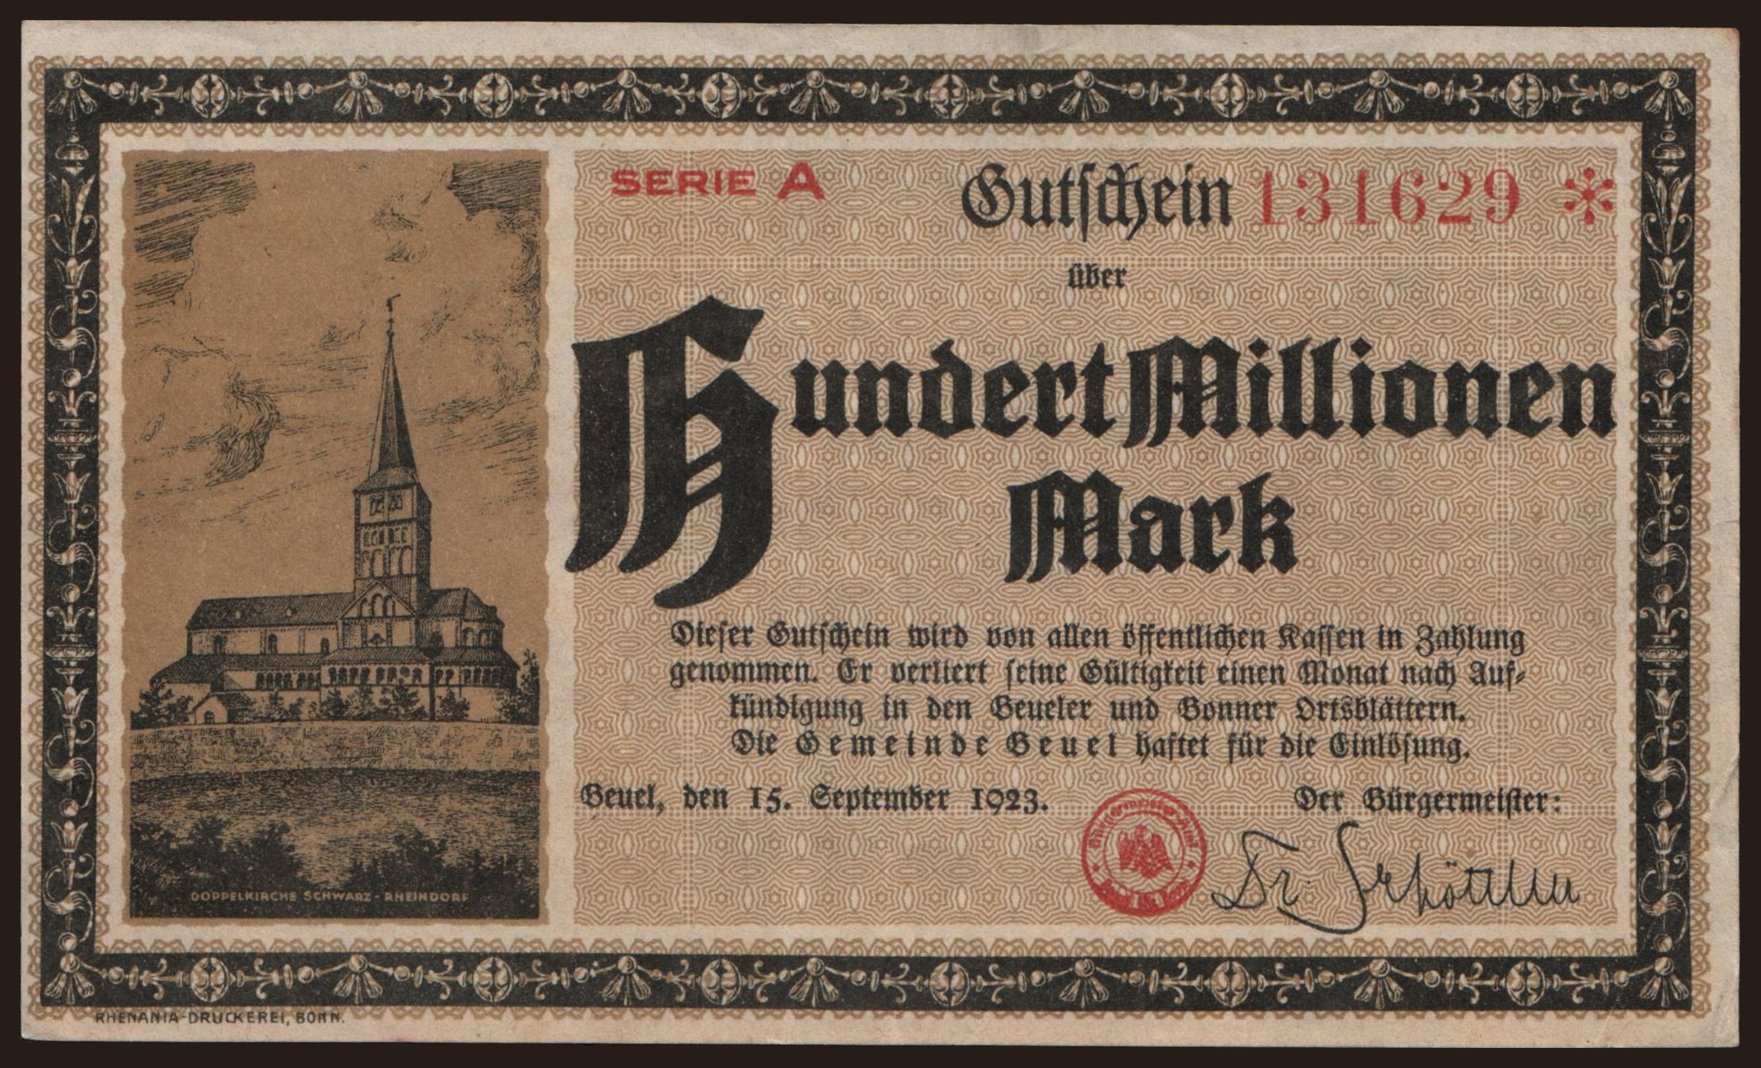 SERIE A
Gutschein 131629 *
über
Hundert Millionen
Mark
Dieser Gutschein wird von allen öffentlichen Kassen in Zahlung
genommen. Er verliert seine Gültigkeit einen Monat nach Auf-
kündigung in den Beueler und Bonner Ortsblättern.
Die Gemeinde Beuel haftet für die Einlösung.
Beuel, den 15. September 1923.
Der Bürgermeister:
Dr.
DOPPELKIRCHE SCHWARZ-RHEINDORF
RHENANIA-DRUCKEREI, BONN.